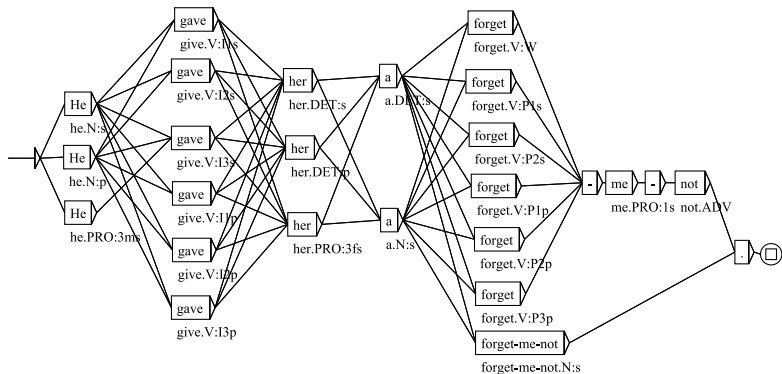 He
he.N:s
He
he.N:p
He
he.PRO:3ms
gave
give.V:I1s
gave
give.V:I2s
gave
give.V:I3s
gave
give.V:I1p
gave
give.V:I2p
gave
give.V:I3p
her
her.DET:s
her
her.DET:p
her
her.PRO:3fs
a
a.DET:s
a
a.N:s
forget
forget.V:W
forget
forget.V:P1s
forget
forget.V:P2s
forget
forget.V:P1p
forget
forget.V:P2p
forget
forget.V:P3p
forget-me-not
forget-me-not.N:s
- me - not
me.PRO:1s not.ADV
.